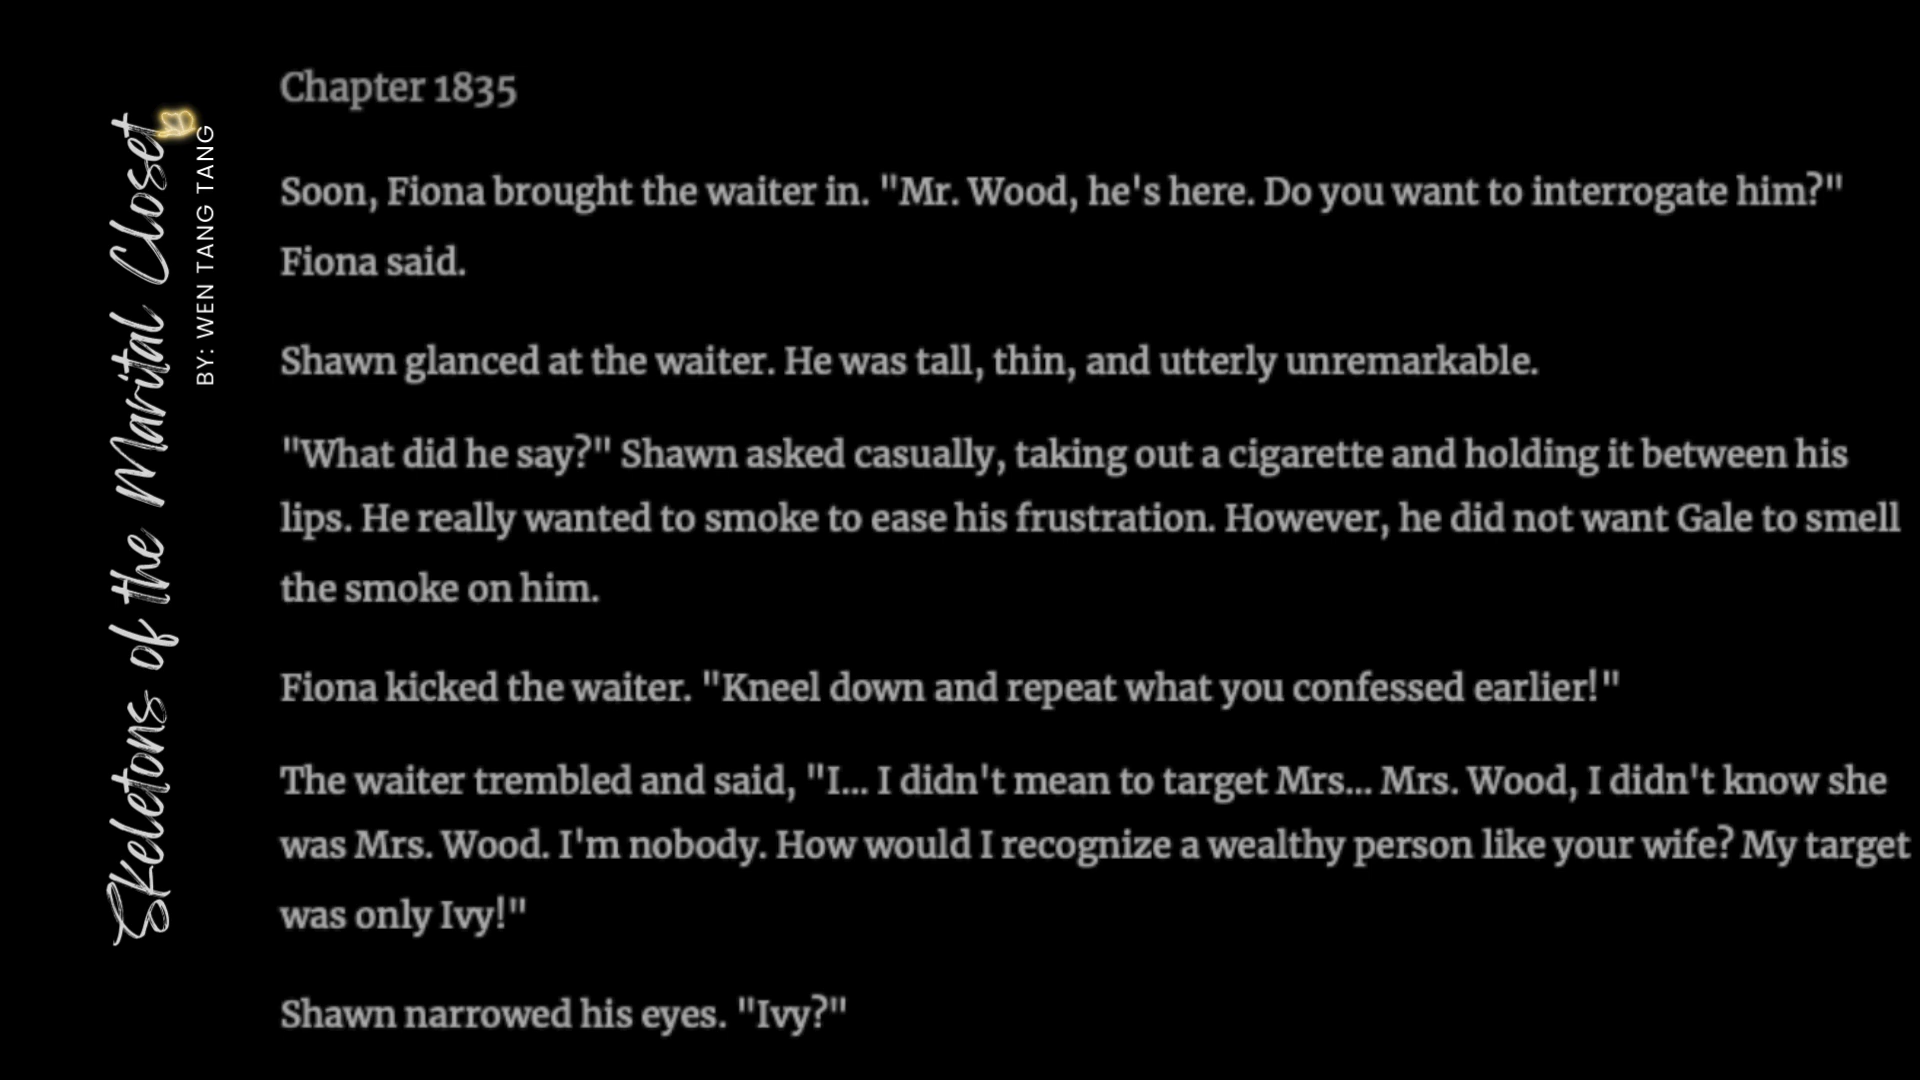 Skeletons of the Marital Closet
BY: WEN TANG TANG
Chapter 1835
Soon, Fiona brought the waiter in. "Mr. Wood, he's here. Do you want to interrogate him?"
Fiona said.
Shawn glanced at the waiter. He was tall, thin, and utterly unremarkable.
"What did he say?" Shawn asked casually, taking out a cigarette and holding it between his
lips. He really wanted to smoke to ease his frustration. However, he did not want Gale to smell
the smoke on him.
Fiona kicked the waiter. "Kneel down and repeat what you confessed earlier!"
The waiter trembled and said, "I... I didn't mean to target Mrs... Mrs. Wood, I didn't know she
was Mrs. Wood. I'm nobody. How would I recognize a wealthy person like your wife? My target
was only Ivy!"
Shawn narrowed his eyes. "Ivy?"